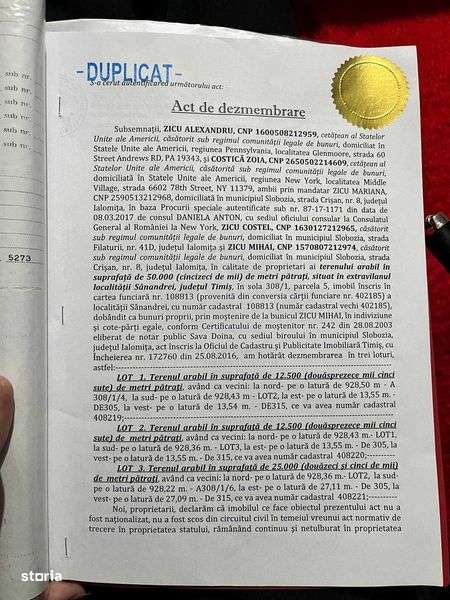 -DUPLICAT-
S-a cerut autentificarea următorului act:
Act de dezmembrare
Subsemnații, ZICU ALEXANDRU, CNP 1600508212959, cetățean al Statelor
Unite ale Americii, căsătorit sub regimul comunității legale de bunuri, domiciliat în
Statele Unite ale Americii, regiunea Pennsylvania, localitatea Glenmoore, strada 60
Street Andrews RD, PA 19343, și COSTICĂ ZOIA, CNP 2650502214609, cetățean al
Statelor Unite ale Americii, căsătorită sub regimul comunității legale de bunuri,
domiciliată în Statele Unite ale Americii, regiunea New York, localitatea Middle
Village, strada 6602 78th Street, NY 11379, ambii prin mandatar ZICU MARIANA,
CNP 2590513212968, domiciliată în municipiul Slobozia, strada Crișan, nr. 8, județul
Ialomița, în baza Procurii speciale autentificate sub nr. 87-17-1171 din data de
08.03.2017 de consul DANIELA ANTON, cu sediul oficiului consular la Consulatul
General al României la New York, ZICU COSTEL, CNP 1630127212965, căsătorit
sub regimul comunității legale de bunuri, domiciliat în municipiul Slobozia, strada
Filaturii, nr. 41D, județul Ialomița și ZICU MIHAI, CNP 1570807212974, căsătorit
sub regimul comunității legale de bunuri, domiciliat în municipiul Slobozia, strada
Crișan, nr. 8, județul Ialomița, în calitate de proprietari ai terenului arabil în
suprafață de 50.000 (cincizeci de mii) de metri pătrați, situat în extravilanul
localității Sânandrei, județul Timiș, în sola 308/1, parcela 5, imobil înscris în
cartea funciară nr. 108813 (provenită din conversia cărții funciare nr. 402185) a
localității Sânandrei, cu număr cadastral 108813 (număr cadastral vechi 402185),
dobândit ca bunuri proprii, prin moștenire de la bunicul ZICU MIHAI, în indiviziune
și cote-părți egale, conform Certificatului de moștenitor nr. 242 din 28.08.2003
eliberat de notar public Sava Doina, cu sediul biroului în municipiul Slobozia,
județul Ialomița, act înscris la Oficiul de Cadastru și Publicitate Imobiliară Timiș, cu
Încheierea nr. 172760 din 25.08.2016, am hotărât dezmembrarea în trei loturi,
astfel:
LOT 1. Terenul arabil în suprafață de 12.500 (douăsprezece mii cinci
sute) de metri pătrați, având ca vecini: la nord- pe o latură de 928,50 m - A
308/1/4, la sud- pe o latură de 928,43 m - LOT2, la est- pe o latură de 13,55 m. -
DE305, la vest- pe o latură de 13,54 m. - DE315, ce va avea număr cadastral
408219;
LOT 2. Terenul arabil în suprafață de 12.500 (douăsprezece mii cinci
sute) de metri pătrați, având ca vecini: la nord- pe o latură de 928,43 m.- LOT1,
la sud- pe o latură de 928,36 m. - LOT3, la est- pe o latură de 13,55 m. - DE 305, la
vest- pe o latură de 13,55 m. - DE 315, ce va avea număr cadastral 408220;
LOT 3. Terenul arabil în suprafață de 25.000 (douăzeci și cinci de mii)
de metri pătrați, având ca vecini: la nord- pe o latură de 928,36 m.- LOT2, la sud-
pe o latură de 928,22 m. - A308/1/6, la est- pe o latură de 27,11 m. - DE 305, la
vest- pe o latură de 27,09 m. - DE 315, ce va avea număr cadastral 408221;
Noi, proprietarii, declarăm că imobilul ce face obiectul prezentului act nu a
fost naționalizat, nu a fost scos din circuitul civil în temeiul vreunui act normativ de
trecere în proprietatea statului, rămânând continuu și netulburat în proprietatea
sub nr.
sub nr.
sub nr.
sub nr.
sub nr.
5273
storia